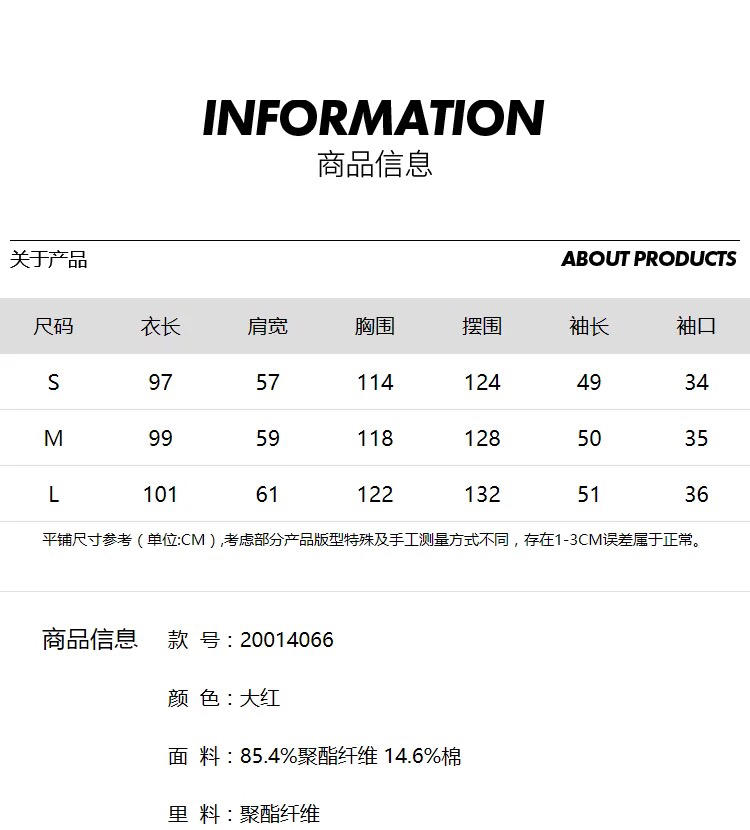 INFORMATION
商品信息
关于产品 ABOUT PRODUCTS
尺码 衣长 肩宽 胸围 摆围 袖长 袖口
S 97 57 114 124 49 34
M 99 59 118 128 50 35
L 101 61 122 132 51 36
平铺尺寸参考（单位:CM）,考虑部分产品版型特殊及手工测量方式不同，存在1-3CM误差属于正常。
商品信息 款 号：20014066
颜 色：大红
面 料：85.4%聚酯纤维 14.6%棉
里 料：聚酯纤维